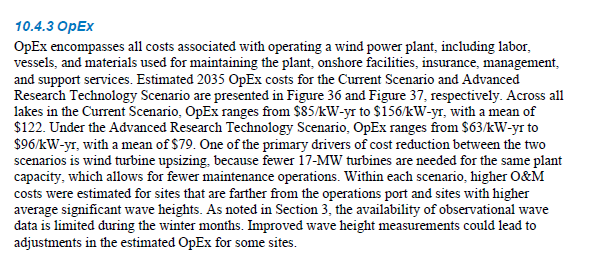 10.4.3 OpEx
OpEx encompasses all costs associated with operating a wind power plant, including labor,
vessels, and materials used for maintaining the plant, onshore facilities, insurance, management,
and support services. Estimated 2035 OpEx costs for the Current Scenario and Advanced
Research Technology Scenario are presented in Figure 36 and Figure 37, respectively. Across all
lakes in the Current Scenario, OpEx ranges from $85/kW-yr to $156/kW-yr, with a mean of
$122. Under the Advanced Research Technology Scenario, OpEx ranges from $63/kW-yr to
$96/kW-yr, with a mean of $79. One of the primary drivers of cost reduction between the two
scenarios is wind turbine upsizing, because fewer 17-MW turbines are needed for the same plant
capacity, which allows for fewer maintenance operations. Within each scenario, higher O&M
costs were estimated for sites that are farther from the operations port and sites with higher
average significant wave heights. As noted in Section 3, the availability of observational wave
data is limited during the winter months. Improved wave height measurements could lead to
adjustments in the estimated OpEx for some sites.